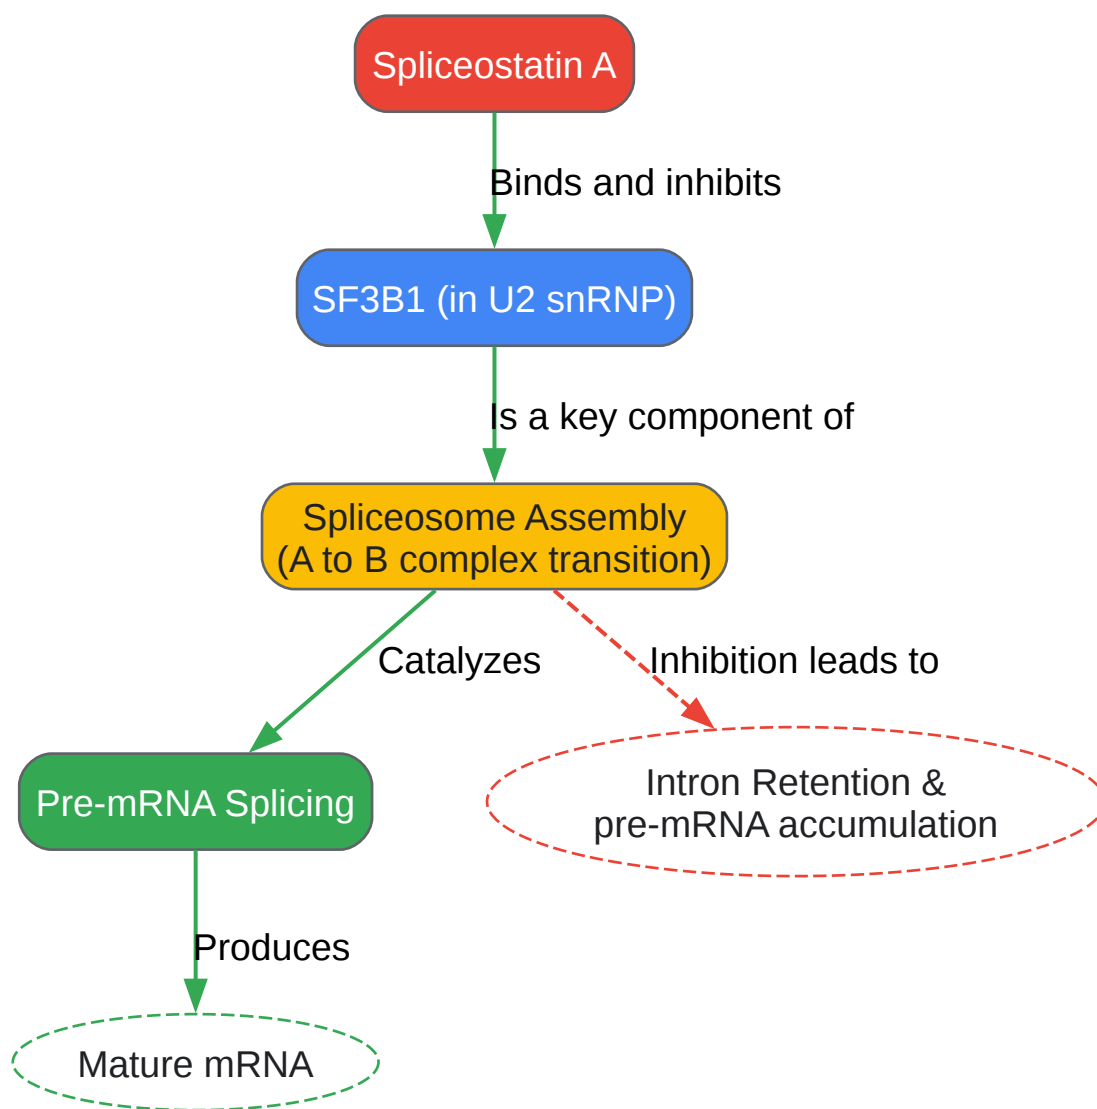 Spliceostatin A
Binds and inhibits
SF3B1 (in U2 snRNP)
Is a key component of
Spliceosome Assembly
(A to B complex transition)
Catalyzes
Inhibition leads to
Pre-mRNA Splicing
Intron Retention &
pre-mRNA accumulation
Produces
Mature mRNA